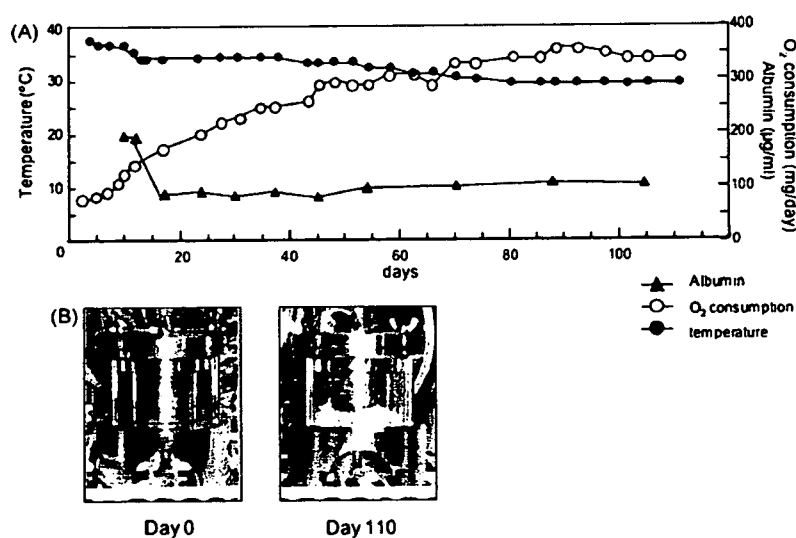 (A)
Temperature (°C)
40
30
20
10
0
20
40
60
80
100
days
400
300
200
100
0
O₂ consumption (mg/day)
Albumin (μg/ml)
Albumin
O₂ consumption
temperature
(B)
Day 0
Day 110